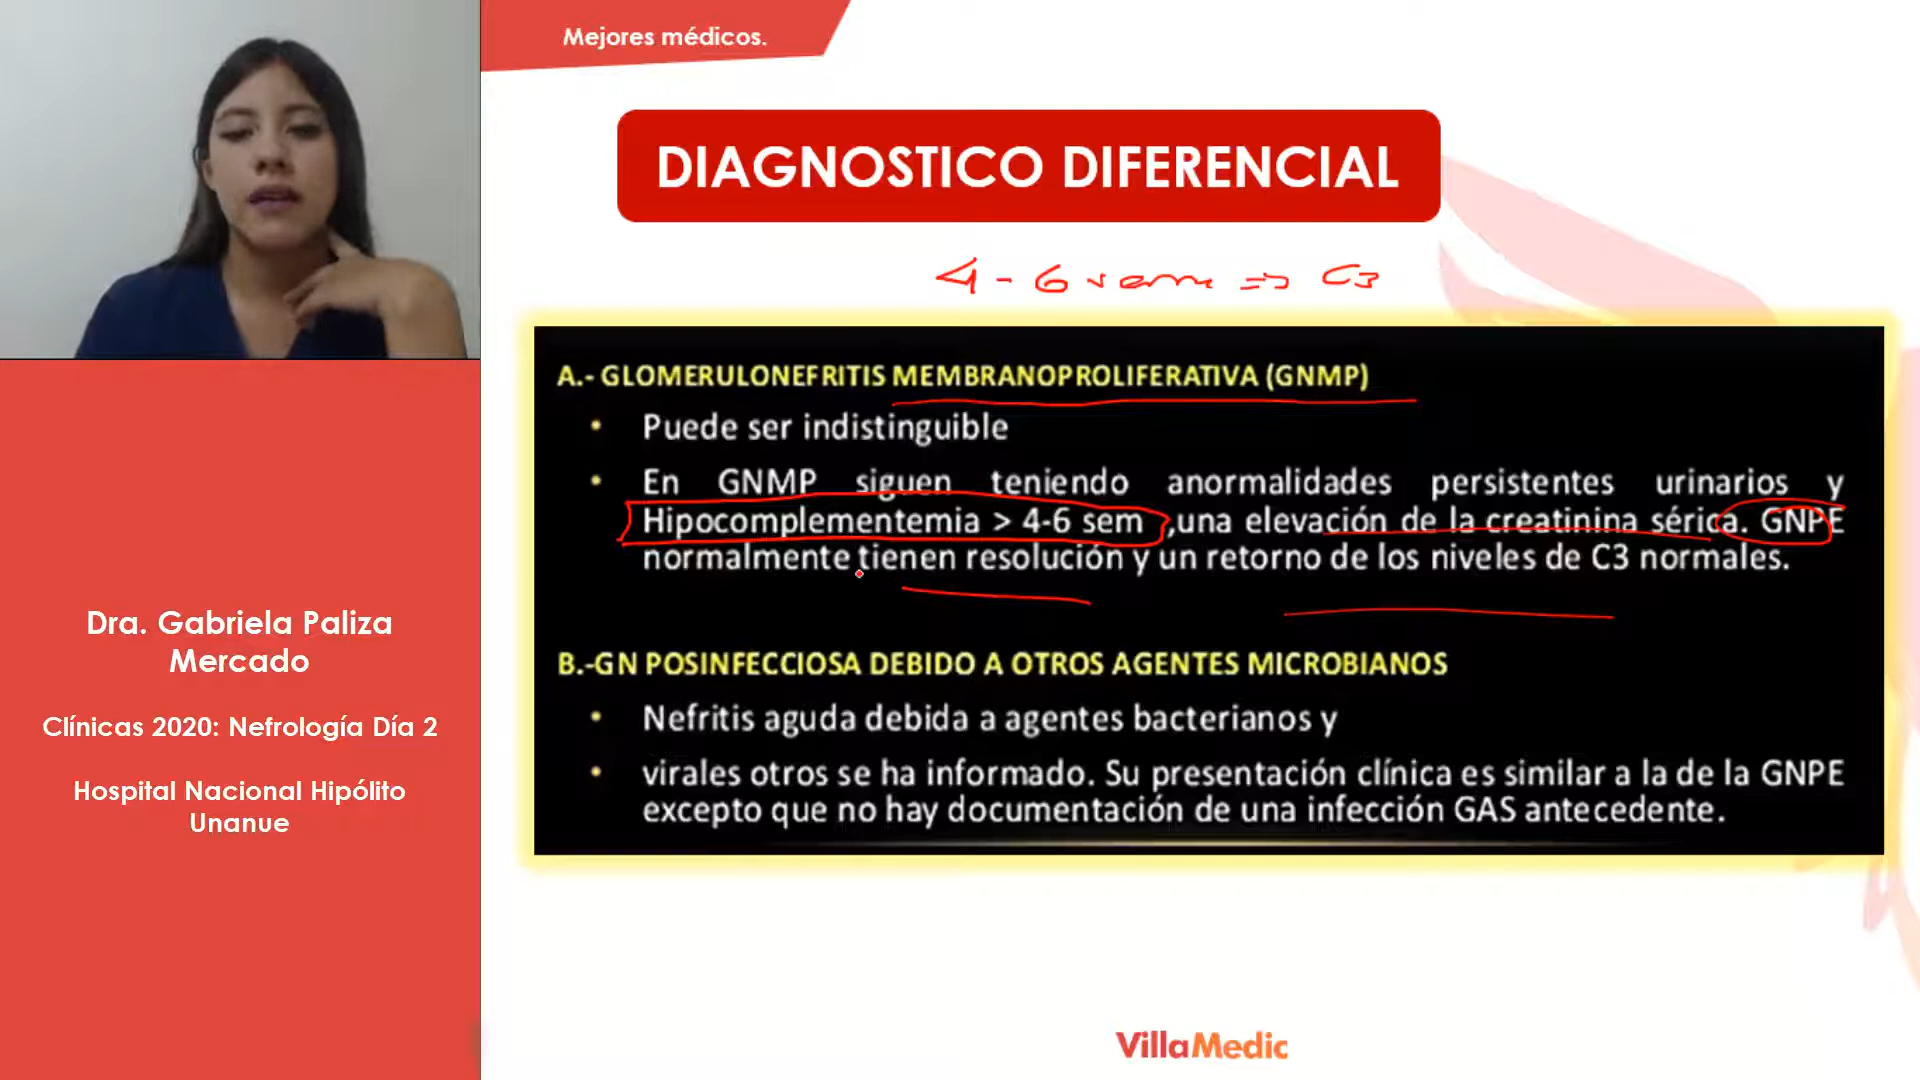 Mejores médicos.
DIAGNOSTICO DIFERENCIAL
4 - 6 sem => C3
A.- GLOMERULONEFRITIS MEMBRANOPROLIFERATIVA (GNMP)
• Puede ser indistinguible
• En GNMP siguen teniendo anormalidades persistentes urinarios y
Hipocomplementemia > 4-6 sem ,una elevación de la creatinina sérica. GNPE
normalmente tienen resolución y un retorno de los niveles de C3 normales.
B.-GN POSINFECCIOSA DEBIDO A OTROS AGENTES MICROBIANOS
• Nefritis aguda debida a agentes bacterianos y
• virales otros se ha informado. Su presentación clínica es similar a la de la GNPE
excepto que no hay documentación de una infección GAS antecedente.
Dra. Gabriela Paliza
Mercado
Clínicas 2020: Nefrología Día 2
Hospital Nacional Hipólito
Unanue
VillaMedic